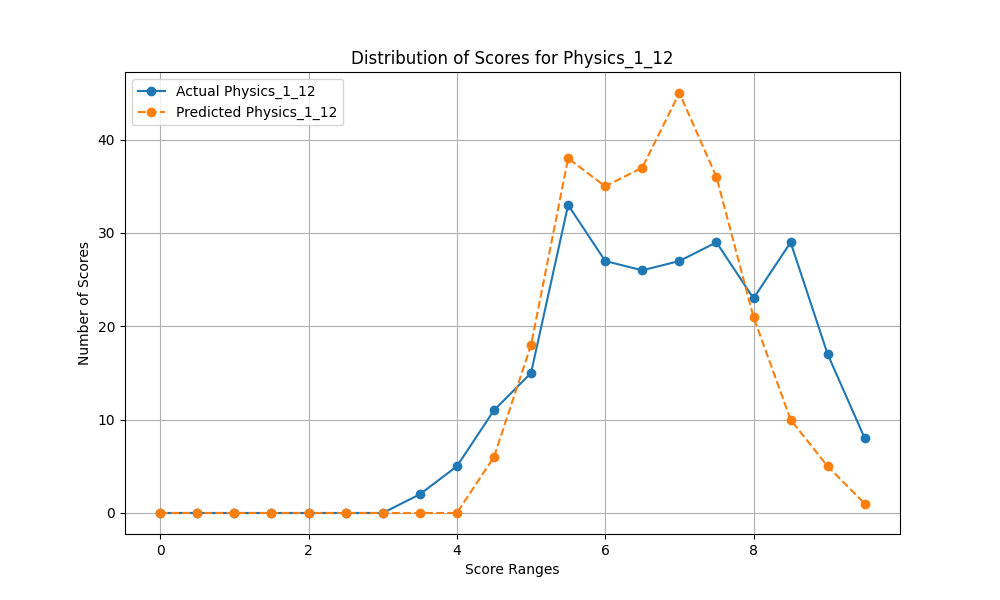 Distribution of Scores for Physics_1_12
Actual Physics_1_12
Predicted Physics_1_12
Number of Scores
40
30
20
10
0
0 2 4 6 8
Score Ranges